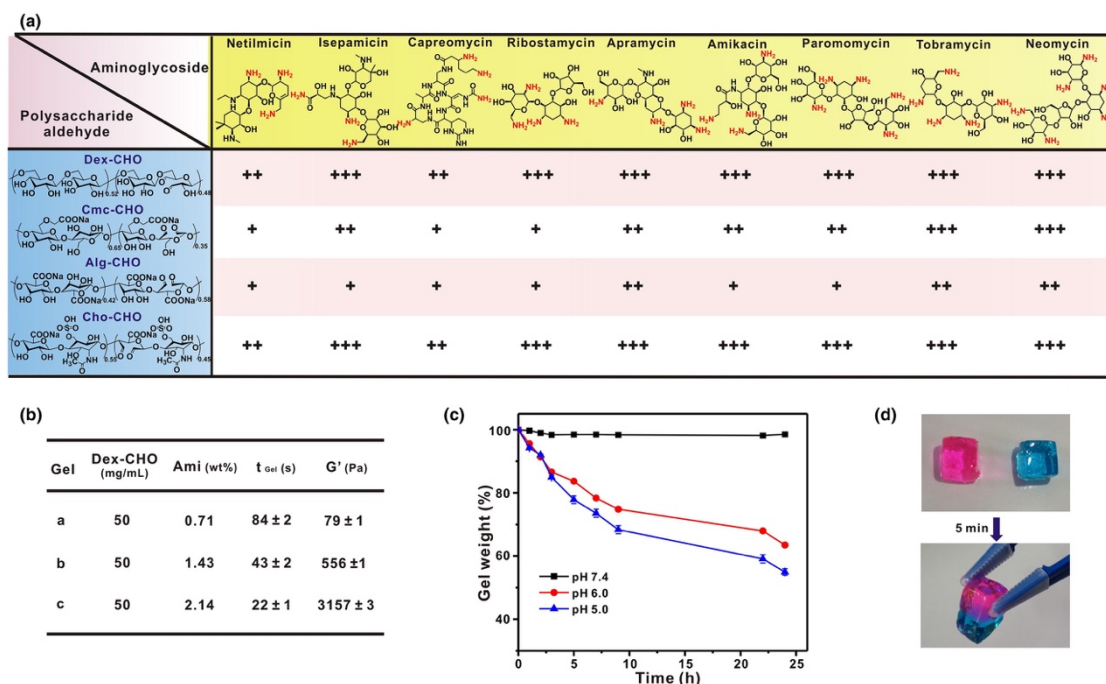 (a)
Aminoglycoside
Polysaccharide
aldehyde
Netilmicin Isepamicin Capreomycin Ribostamycin Apramycin Amikacin Paromomycin Tobramycin Neomycin
Dex-CHO
++ +++ ++ +++ +++ +++ +++ +++ +++
Cmc-CHO
+ ++ + + ++ ++ ++ +++ +++
Alg-CHO
+ + + + ++ + + ++ ++
Cho-CHO
++ +++ ++ +++ +++ +++ +++ +++ +++
(b)
Gel Dex-CHO (mg/mL) Ami (wt%) t Gel (s) G' (Pa)
a 50 0.71 84 ± 2 79 ± 1
b 50 1.43 43 ± 2 556 ±1
c 50 2.14 22 ± 1 3157 ± 3
(c)
Gel weight (%)
100
80
60
40
pH 7.4
pH 6.0
pH 5.0
0 5 10 15 20 25
Time (h)
(d)
5 min